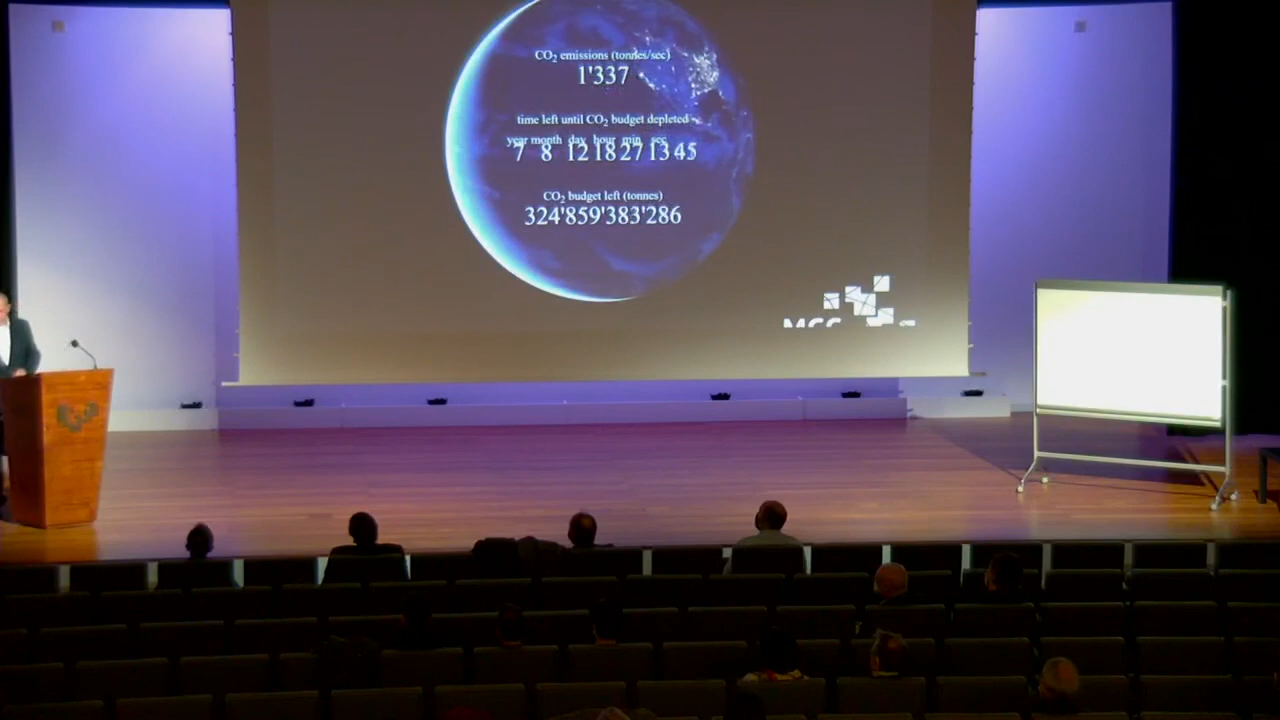 CO2 emissions (tonnes/sec)
1'337
time left until CO2 budget depleted
year month day hour min sec
7 8 12 18 27 13 45
CO2 budget left (tonnes)
324'859'383'286
MCC